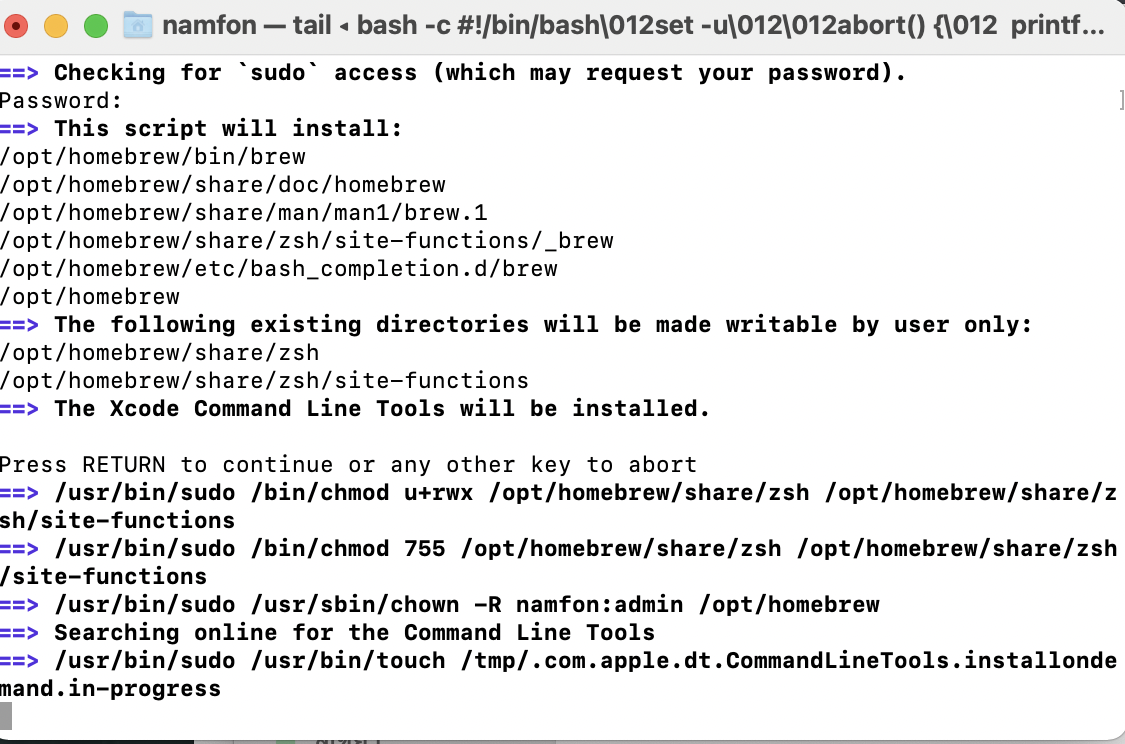 namfon — tail ◂ bash -c #!/bin/bash\012set -u\012\012abort() {\012  printf...
==> Checking for `sudo` access (which may request your password).
Password:
==> This script will install:
/opt/homebrew/bin/brew
/opt/homebrew/share/doc/homebrew
/opt/homebrew/share/man/man1/brew.1
/opt/homebrew/share/zsh/site-functions/_brew
/opt/homebrew/etc/bash_completion.d/brew
/opt/homebrew
==> The following existing directories will be made writable by user only:
/opt/homebrew/share/zsh
/opt/homebrew/share/zsh/site-functions
==> The Xcode Command Line Tools will be installed.

Press RETURN to continue or any other key to abort
==> /usr/bin/sudo /bin/chmod u+rwx /opt/homebrew/share/zsh /opt/homebrew/share/z
sh/site-functions
==> /usr/bin/sudo /bin/chmod 755 /opt/homebrew/share/zsh /opt/homebrew/share/zsh
/site-functions
==> /usr/bin/sudo /usr/sbin/chown -R namfon:admin /opt/homebrew
==> Searching online for the Command Line Tools
==> /usr/bin/sudo /usr/bin/touch /tmp/.com.apple.dt.CommandLineTools.installonde
mand.in-progress